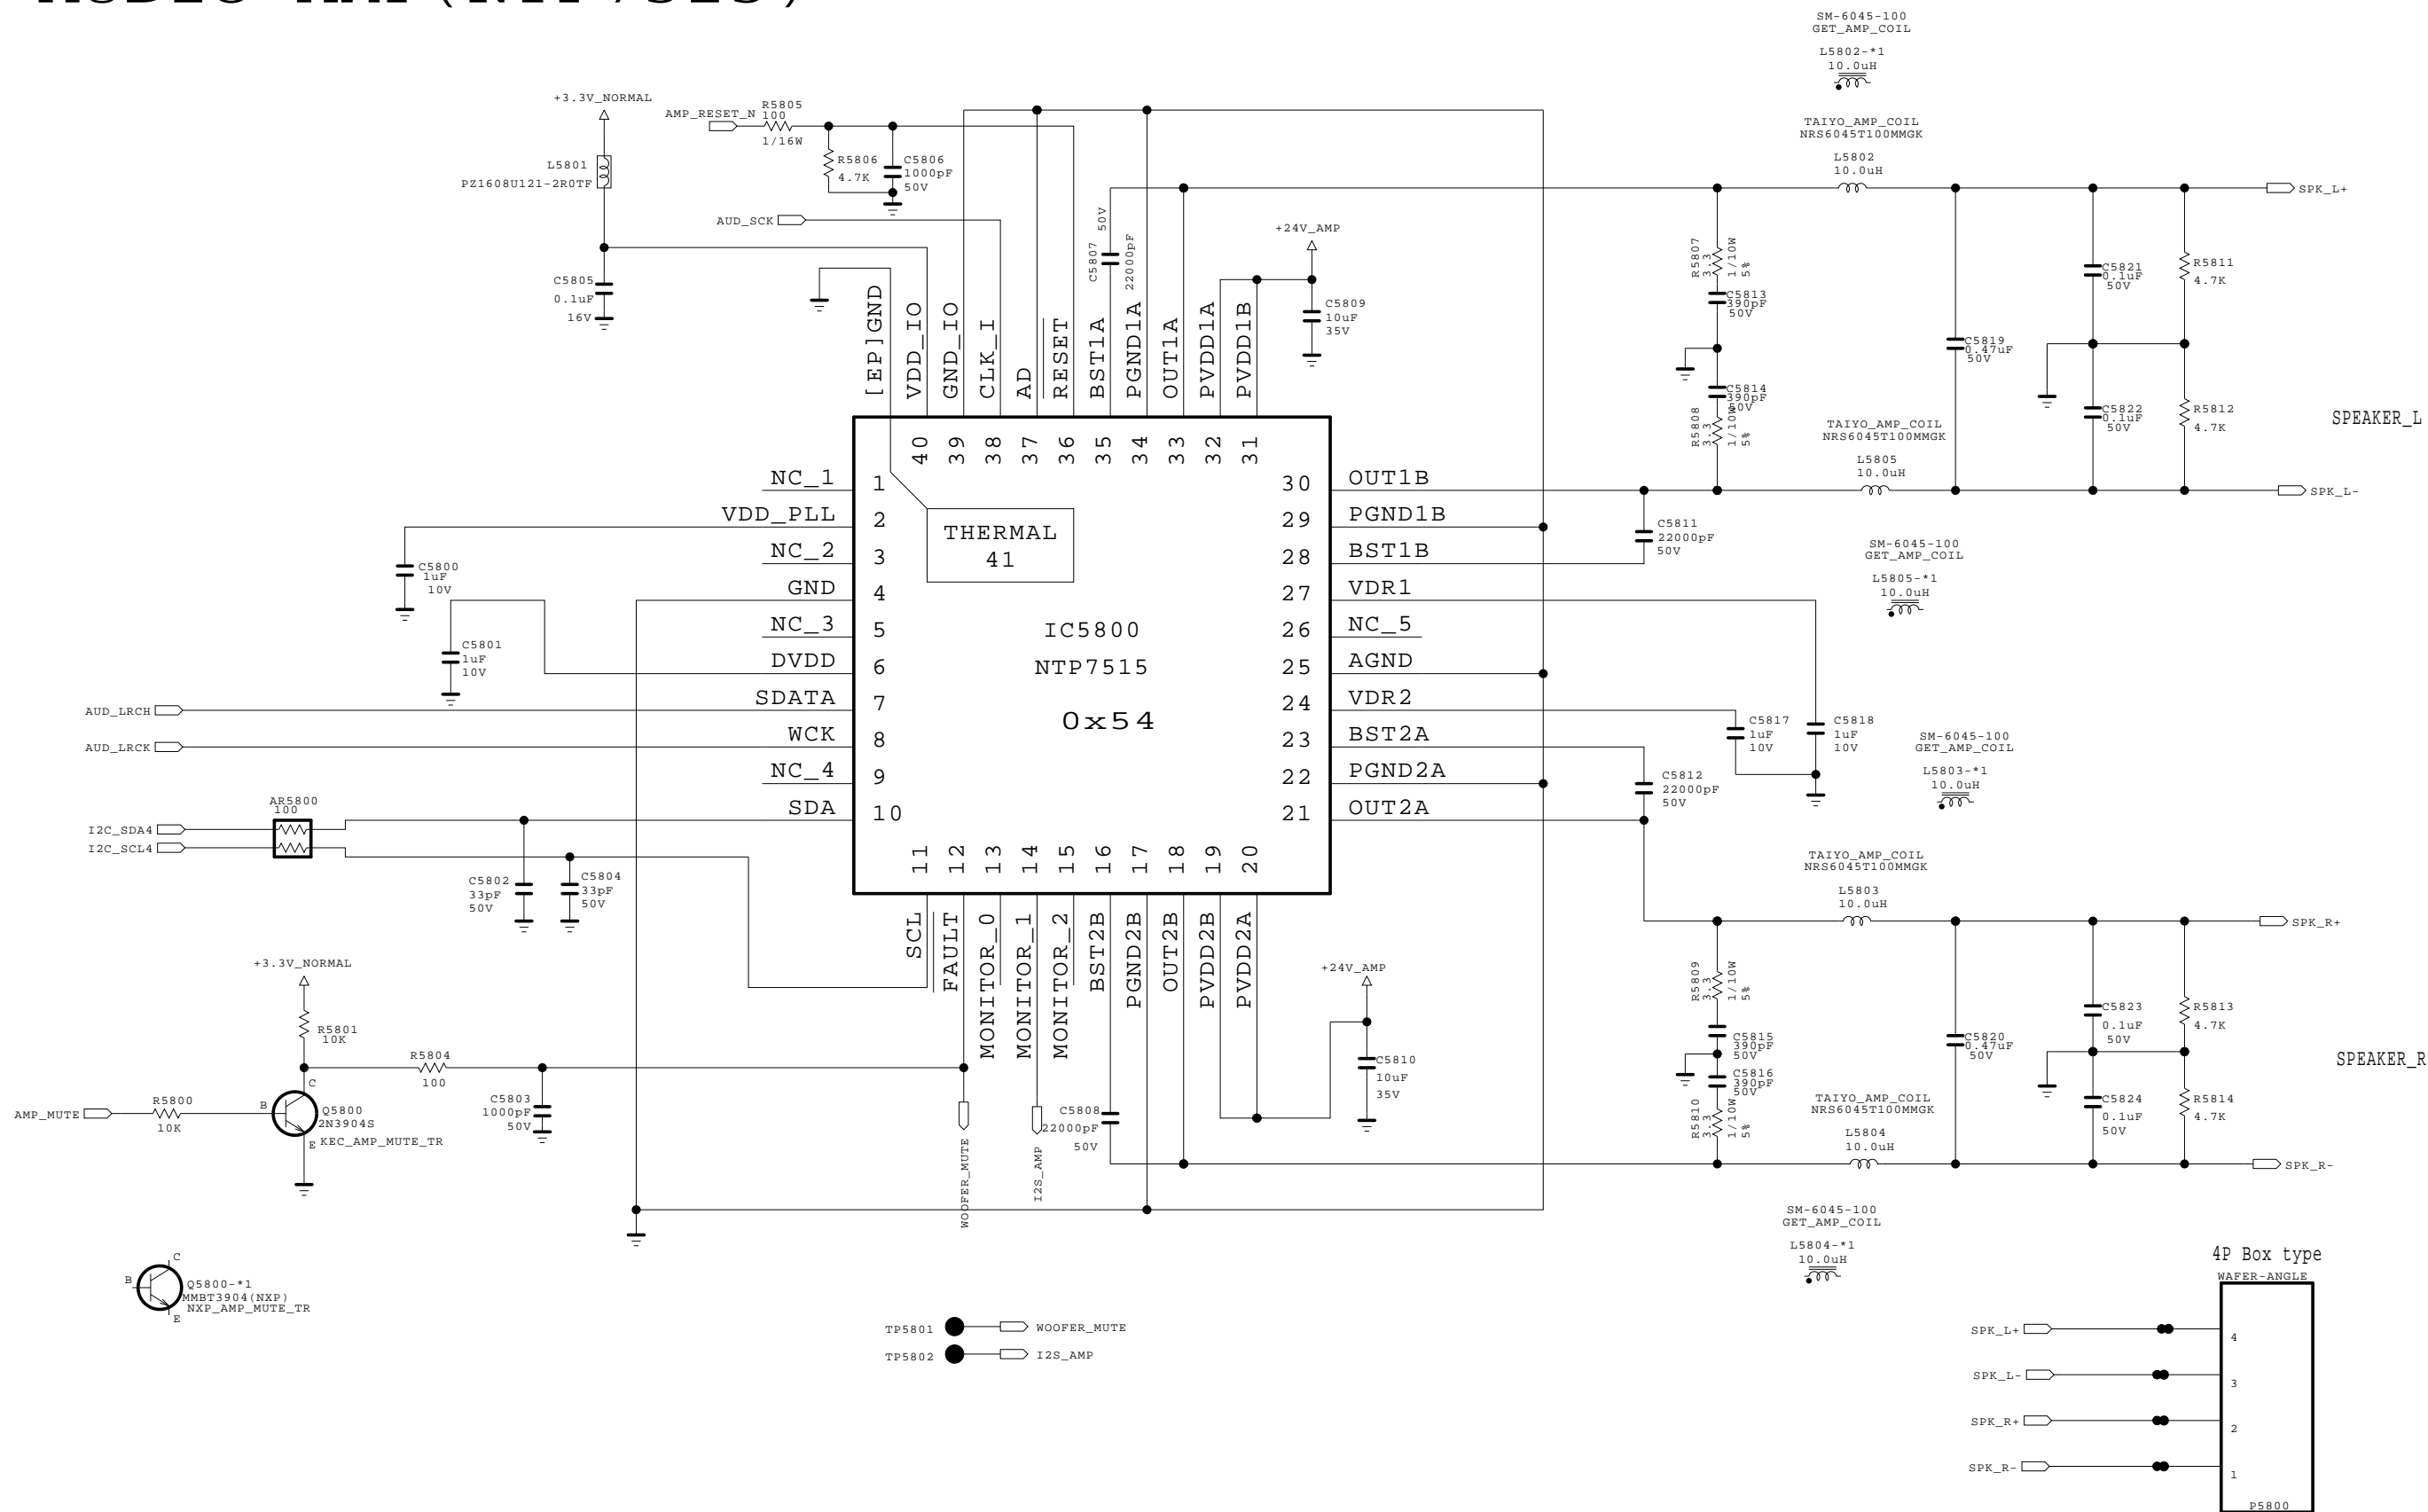 AUDIO AMP(NTP7515)
SM-6045-100
GET_AMP_COIL
L5802-*1
10.0uH
+3.3V_NORMAL
AMP_RESET_N
R5805
100
1/16W
L5801
PZ1608U121-2R0TF
R5806
4.7K
C5806
1000pF
50V
TAIYO_AMP_COIL
NRS6045T100MMGK
L5802
10.0uH
SPK_L+
AUD_SCK
C5805
0.1uF
16V
C5807
22000pF
50V
+24V_AMP
C5809
10uF
35V
R5807
3.3
1/10W
5%
C5813
390pF
50V
C5814
390pF
50V
R5808
3.3
1/10W
5%
C5819
0.47uF
50V
C5821
0.1uF
50V
R5811
4.7K
C5822
0.1uF
50V
R5812
4.7K
SPEAKER_L
TAIYO_AMP_COIL
NRS6045T100MMGK
L5805
10.0uH
SPK_L-
[EP]GND
VDD_IO
GND_IO
CLK_I
AD
RESET
BST1A
PGND1A
OUT1A
PVDD1A
PVDD1B
40
39
38
37
36
35
34
33
32
31
NC_1
1
VDD_PLL
2
NC_2
3
GND
4
NC_3
5
DVDD
6
SDATA
7
WCK
8
NC_4
9
SDA
10
THERMAL
41
IC5800
NTP7515
0x54
30
OUT1B
29
PGND1B
28
BST1B
27
VDR1
26
NC_5
25
AGND
24
VDR2
23
BST2A
22
PGND2A
21
OUT2A
C5800
1uF
10V
C5801
1uF
10V
AUD_LRCH
AUD_LRCK
AR5800
100
I2C_SDA4
I2C_SCL4
C5802
33pF
50V
C5804
33pF
50V
C5811
22000pF
50V
SM-6045-100
GET_AMP_COIL
L5805-*1
10.0uH
C5817
1uF
10V
C5818
1uF
10V
C5812
22000pF
50V
SM-6045-100
GET_AMP_COIL
L5803-*1
10.0uH
11
12
13
14
15
16
17
18
19
20
SCL
FAULT
MONITOR_0
MONITOR_1
MONITOR_2
BST2B
PGND2B
OUT2B
PVDD2B
PVDD2A
TAIYO_AMP_COIL
NRS6045T100MMGK
L5803
10.0uH
SPK_R+
+3.3V_NORMAL
R5801
10K
R5804
100
AMP_MUTE
R5800
10K
B
C
E
Q5800
2N3904S
KEC_AMP_MUTE_TR
C5803
1000pF
50V
WOOFER_MUTE
I2S_AMP
C5808
22000pF
50V
+24V_AMP
C5810
10uF
35V
R5809
3.3
1/10W
5%
C5815
390pF
50V
C5816
390pF
50V
R5810
3.3
1/10W
5%
C5820
0.47uF
50V
C5823
0.1uF
50V
R5813
4.7K
C5824
0.1uF
50V
R5814
4.7K
SPEAKER_R
TAIYO_AMP_COIL
NRS6045T100MMGK
L5804
10.0uH
SPK_R-
SM-6045-100
GET_AMP_COIL
L5804-*1
10.0uH
B
C
E
Q5800-*1
MMBT3904(NXP)
NXP_AMP_MUTE_TR
TP5801
WOOFER_MUTE
TP5802
I2S_AMP
4P Box type
WAFER-ANGLE
SPK_L+
4
SPK_L-
3
SPK_R+
2
SPK_R-
1
P5800